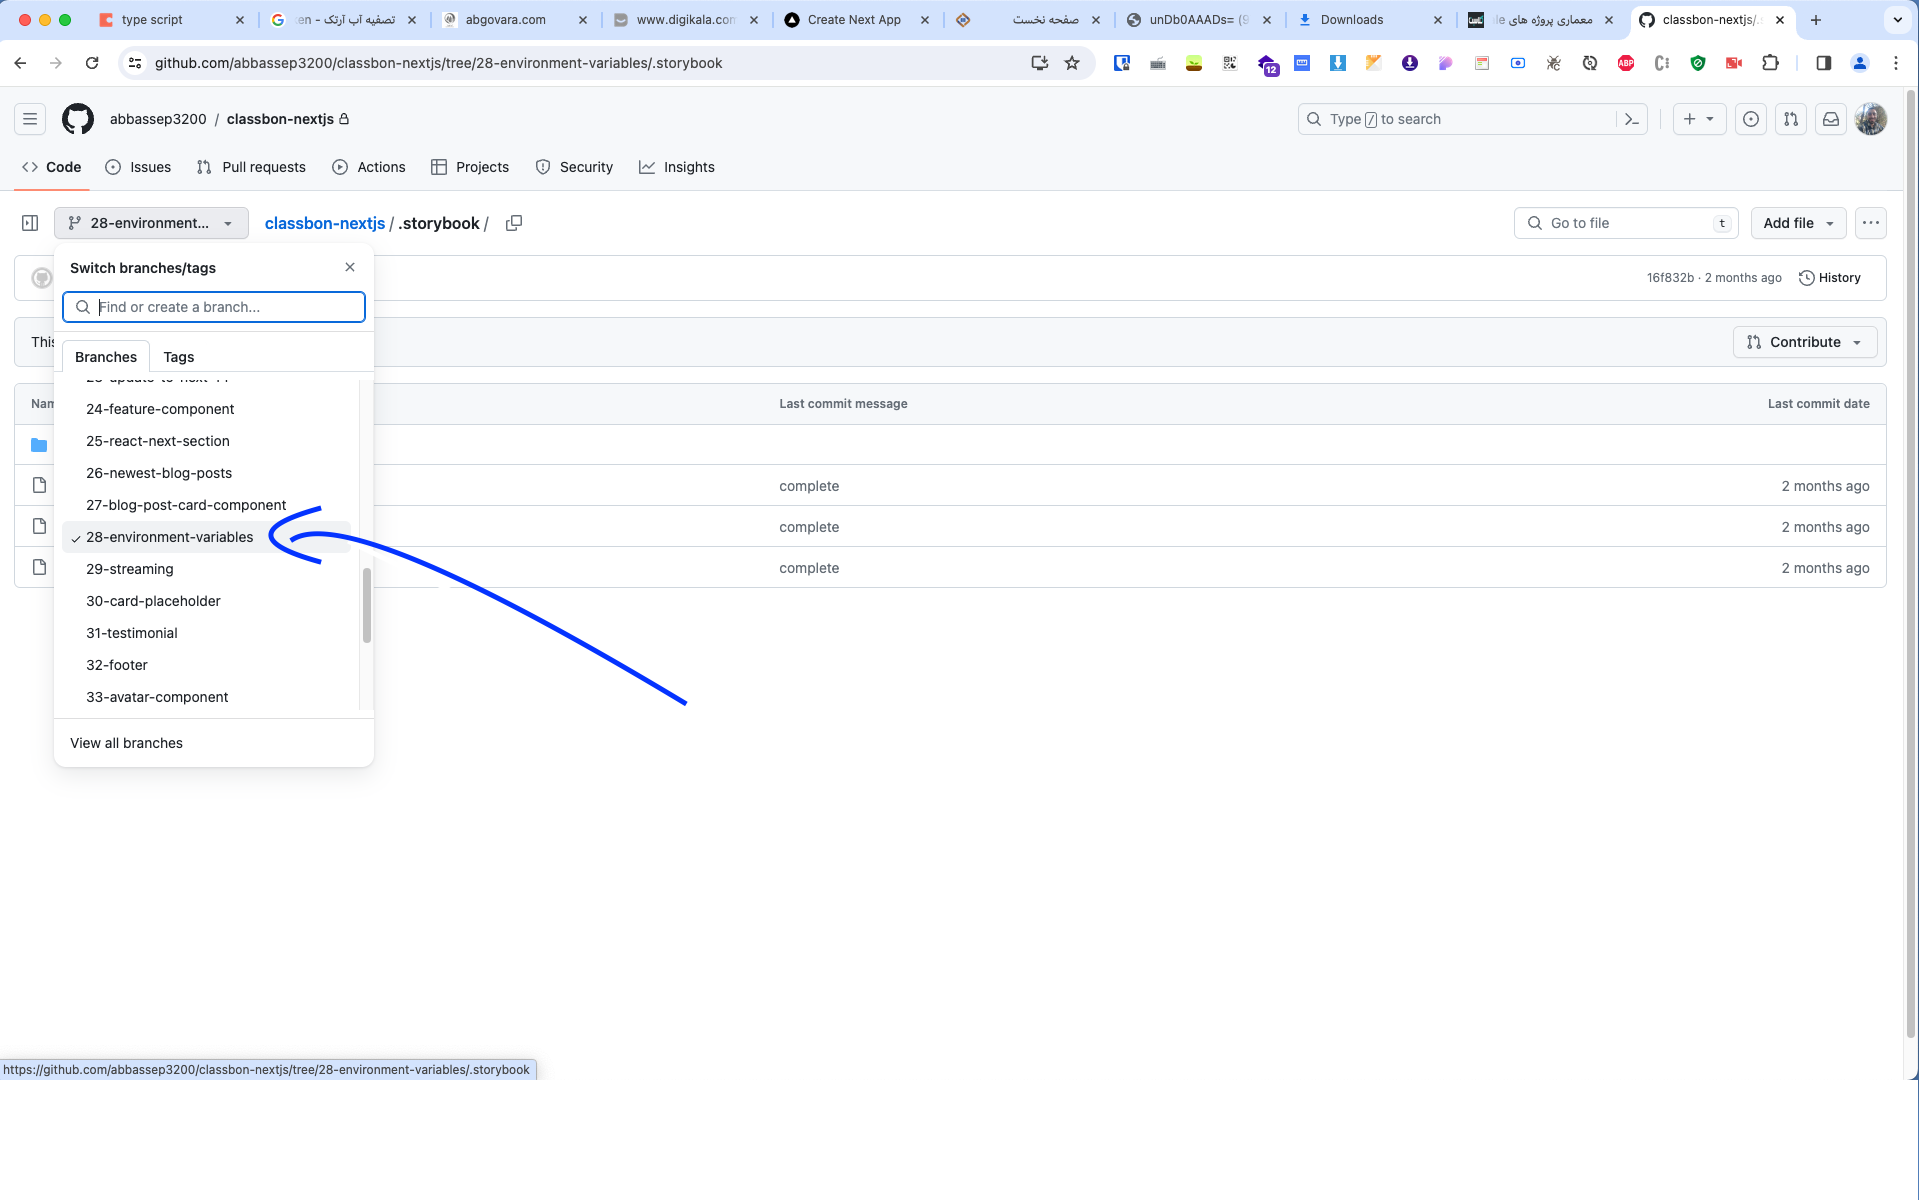 type script
تصفیه آب آرتک - ken
abgovara.com
www.digikala.com
Create Next App
صفحه نخست
unDb0AAADs= (9
Downloads
معماری پروژه های
classbon-nextjs/.
github.com/abbassep3200/classbon-nextjs/tree/28-environment-variables/.storybook
12
ABP
abbassep3200 / classbon-nextjs
Type / to search
Code
Issues
Pull requests
Actions
Projects
Security
Insights
28-environment...
classbon-nextjs / .storybook /
Go to file
t
Add file
Switch branches/tags
16f832b · 2 months ago
History
Find or create a branch...
This
Contribute
Branches
Tags
Nam
Last commit message
Last commit date
24-feature-component
25-react-next-section
26-newest-blog-posts
complete
2 months ago
27-blog-post-card-component
28-environment-variables
complete
2 months ago
29-streaming
complete
2 months ago
30-card-placeholder
31-testimonial
32-footer
33-avatar-component
View all branches
https://github.com/abbassep3200/classbon-nextjs/tree/28-environment-variables/.storybook